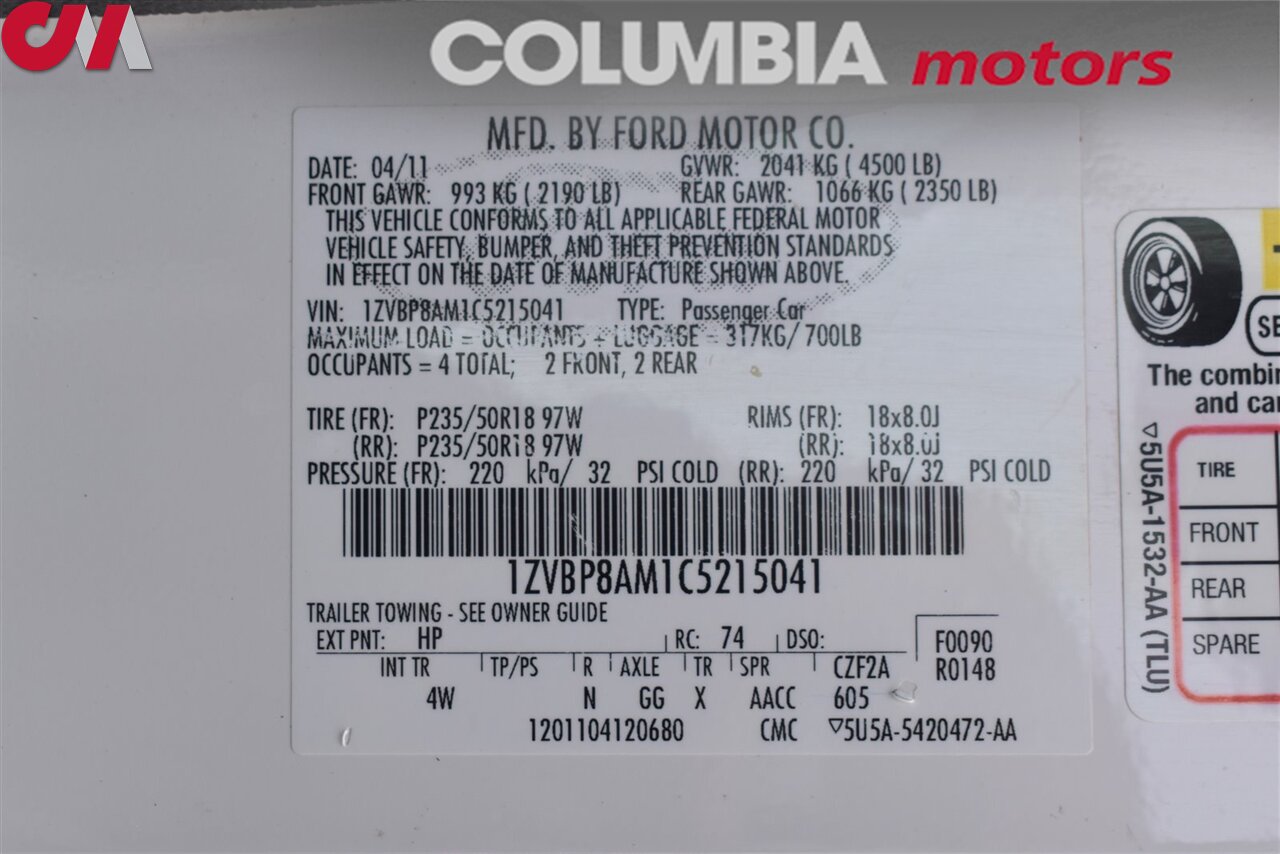 CM
COLUMBIA motors
MFD. BY FORD MOTOR CO.
DATE: 04/11 GVWR: 2041 KG ( 4500 LB)
FRONT GAWR: 993 KG ( 2190 LB) REAR GAWR: 1066 KG ( 2350 LB)
THIS VEHICLE CONFORMS TO ALL APPLICABLE FEDERAL MOTOR
VEHICLE SAFETY, BUMPER, AND THEFT PREVENTION STANDARDS
IN EFFECT ON THE DATE OF MANUFACTURE SHOWN ABOVE.
VIN: 1ZVBP8AM1C5215041 TYPE: Passenger Car
MAXIMUM LOAD = OCCUPANTS + LUGGAGE = 317KG/ 700LB
OCCUPANTS = 4 TOTAL; 2 FRONT, 2 REAR
TIRE (FR): P235/50R18 97W RIMS (FR): 18x8.0J
(RR): P235/50R18 97W (RR): 18x8.0J
PRESSURE (FR): 220 kPa/ 32 PSI COLD (RR): 220 kPa/ 32 PSI COLD
1ZVBP8AM1C5215041
TRAILER TOWING - SEE OWNER GUIDE
EXT PNT: HP RC: 74 DSO: F0090
INT TR TP/PS R AXLE TR SPR CZF2A R0148
4W N GG X AACC 605
1201104120680 CMC ▽5U5A-5420472-AA
The combin
and car
▽5U5A-1532-AA (TLU)
TIRE
FRONT
REAR
SPARE